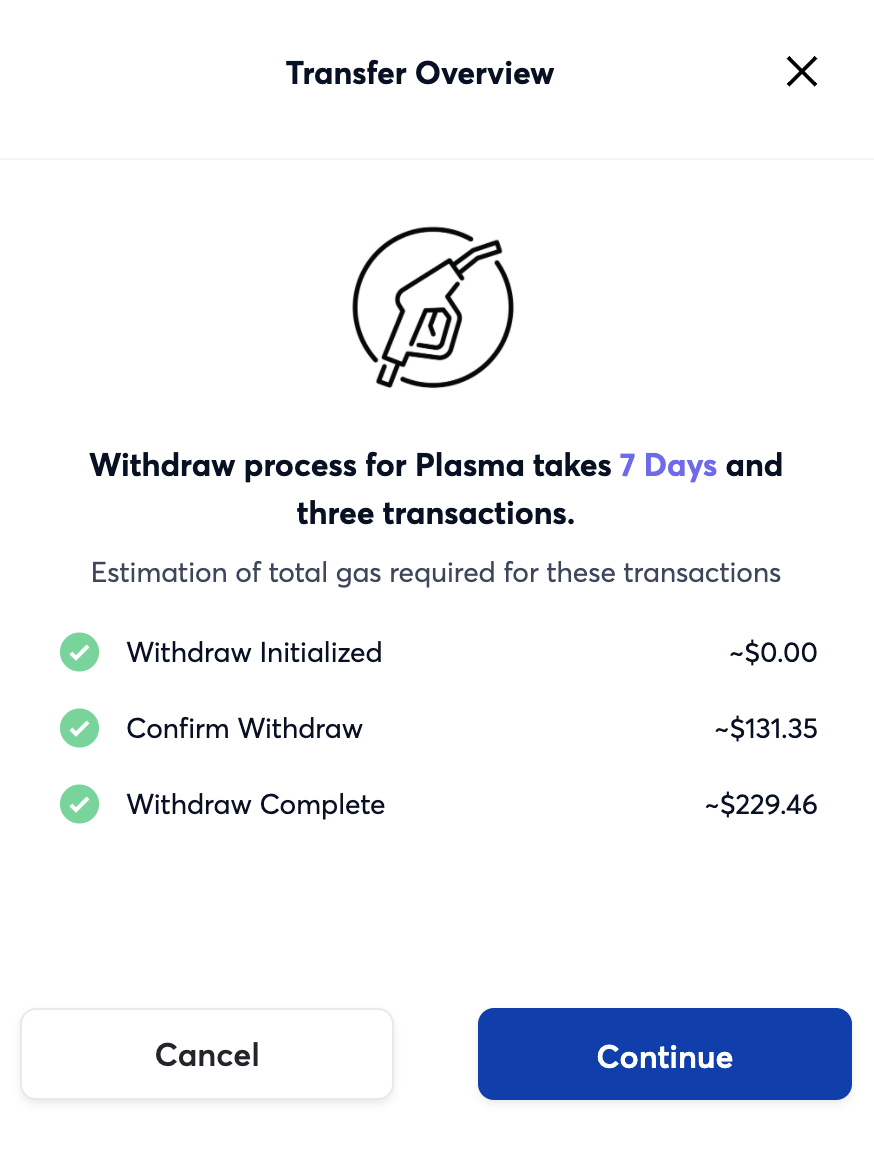 Transfer Overview
Withdraw process for Plasma takes 7 Days and
three transactions.
Estimation of total gas required for these transactions
Withdraw Initialized ~$0.00
Confirm Withdraw ~$131.35
Withdraw Complete ~$229.46
Cancel Continue